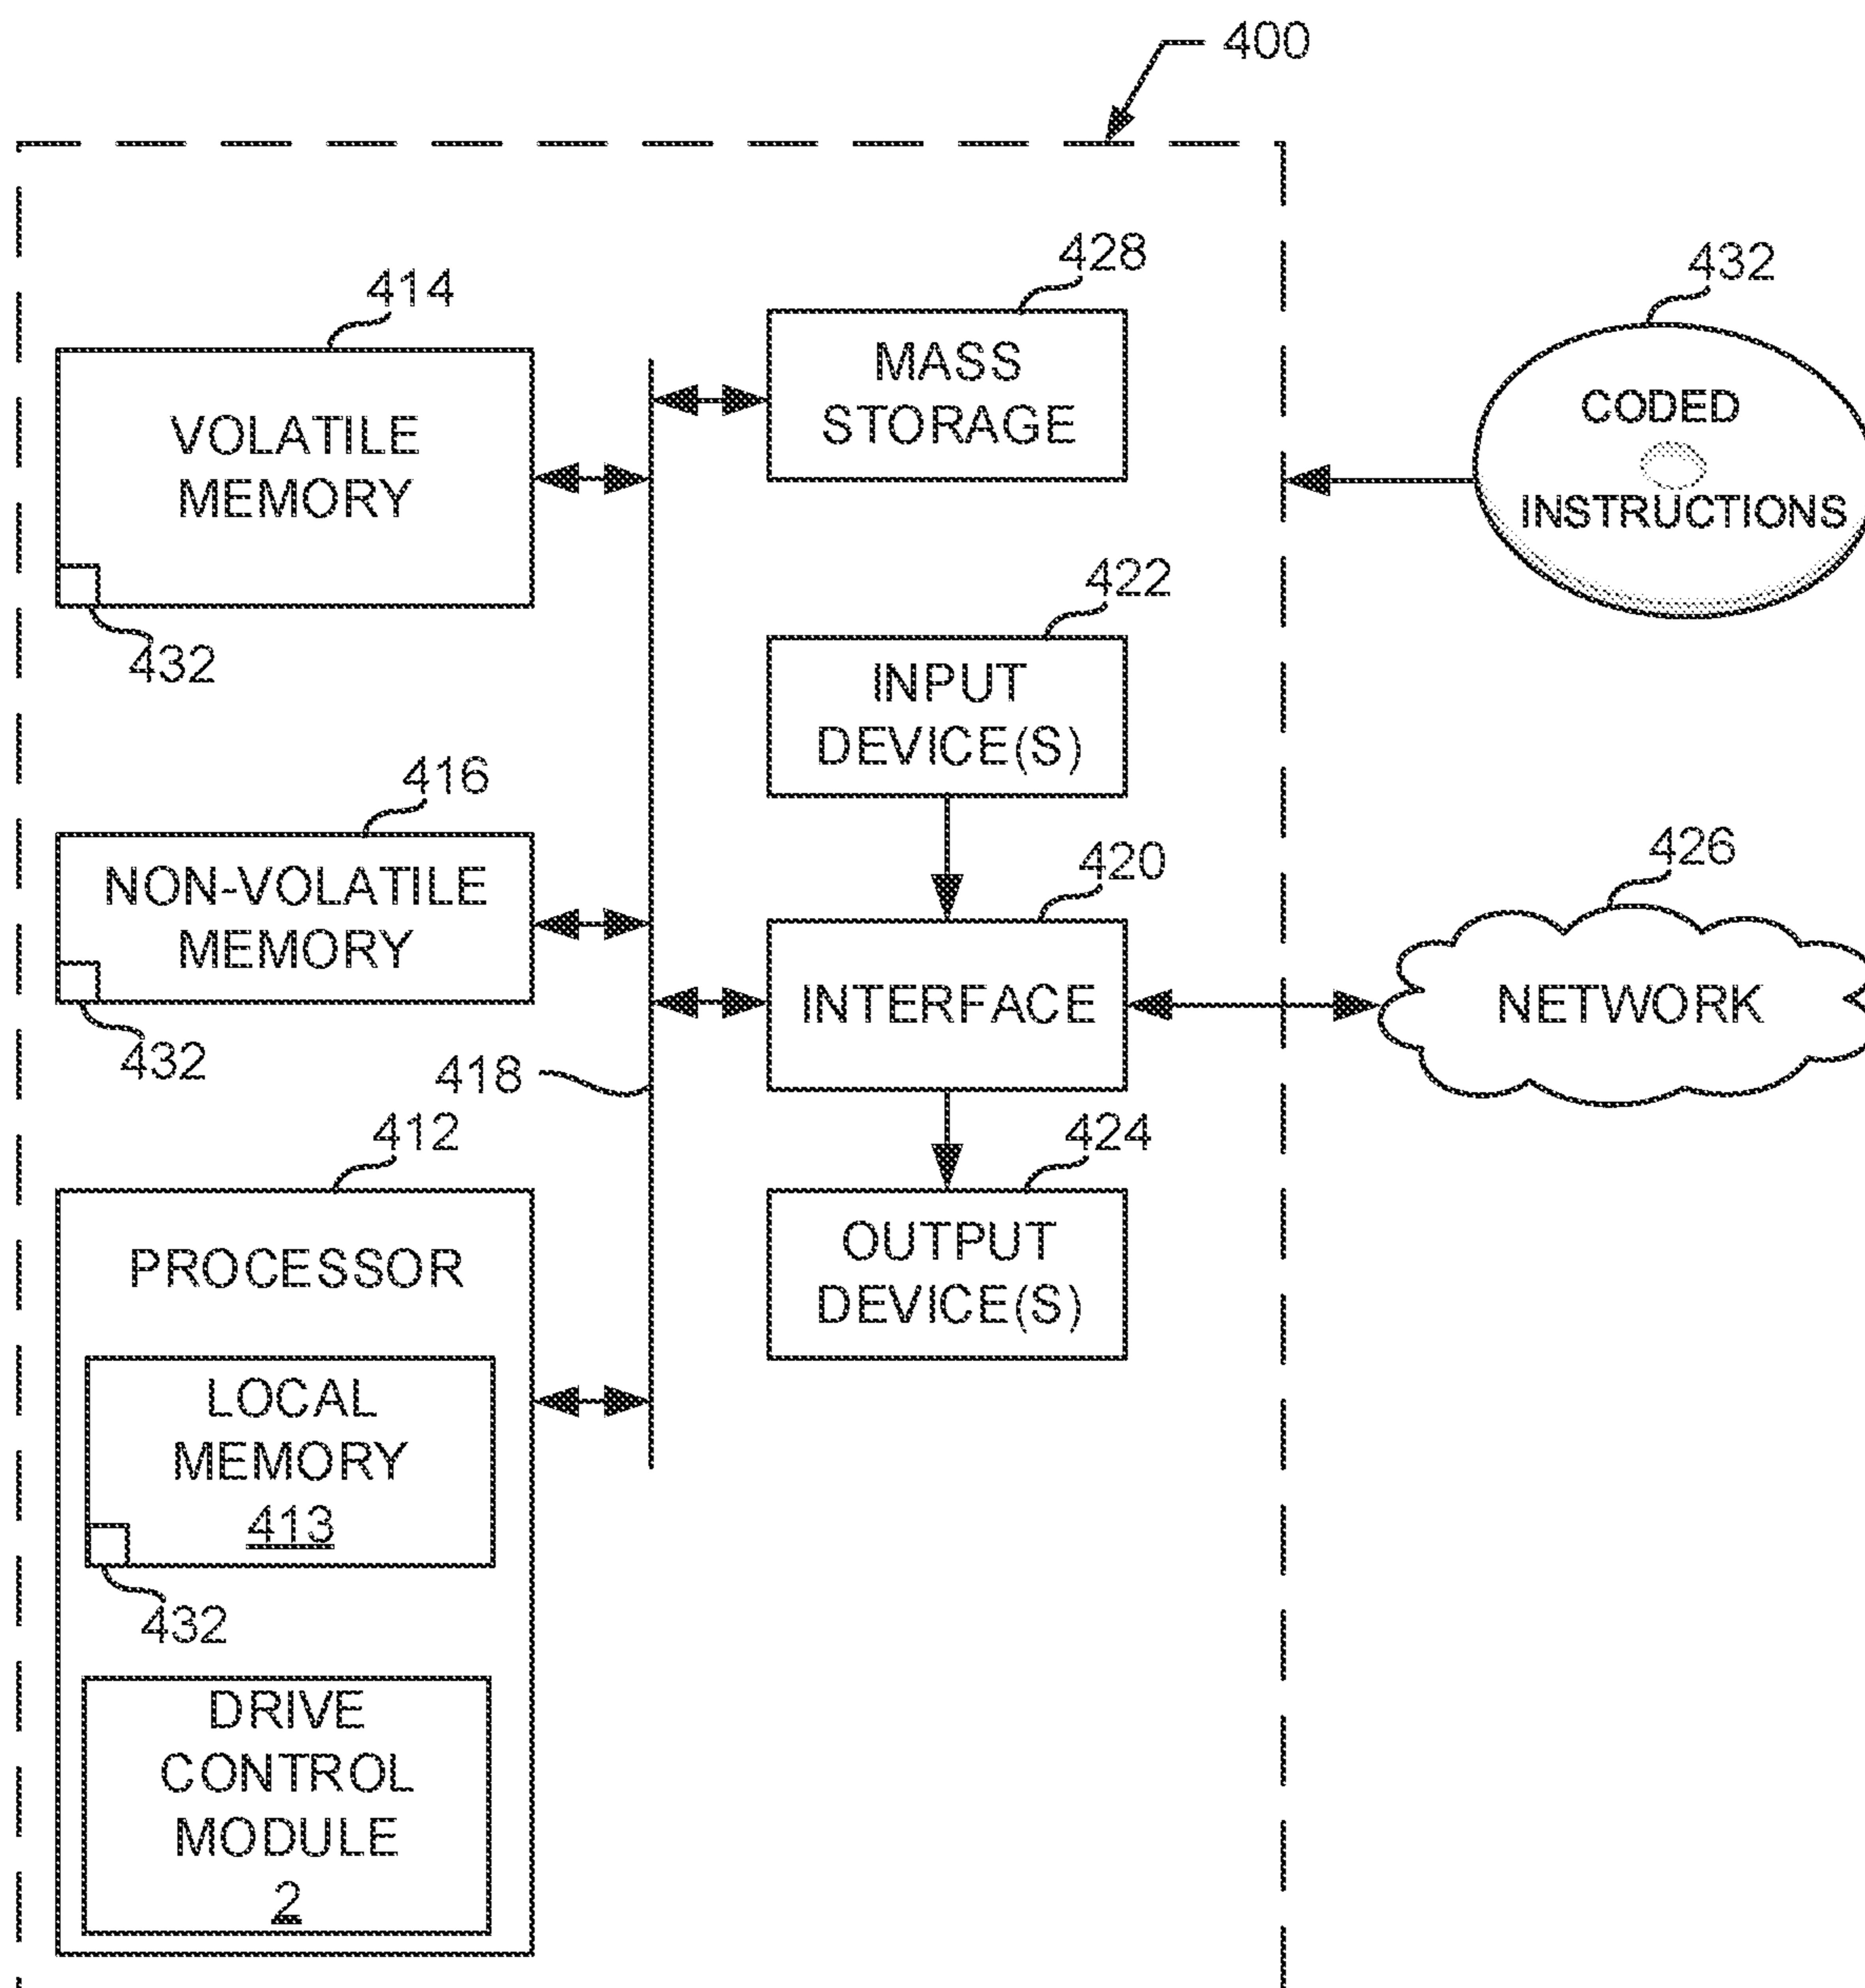 400
428
MASS
STORAGE
414
VOLATILE
MEMORY
432
432
CODED
INSTRUCTIONS
422
INPUT
DEVICE(S)
416
NON-VOLATILE
MEMORY
432
420
INTERFACE
426
NETWORK
418
412
PROCESSOR
LOCAL
MEMORY
413
432
424
OUTPUT
DEVICE(S)
DRIVE
CONTROL
MODULE
2